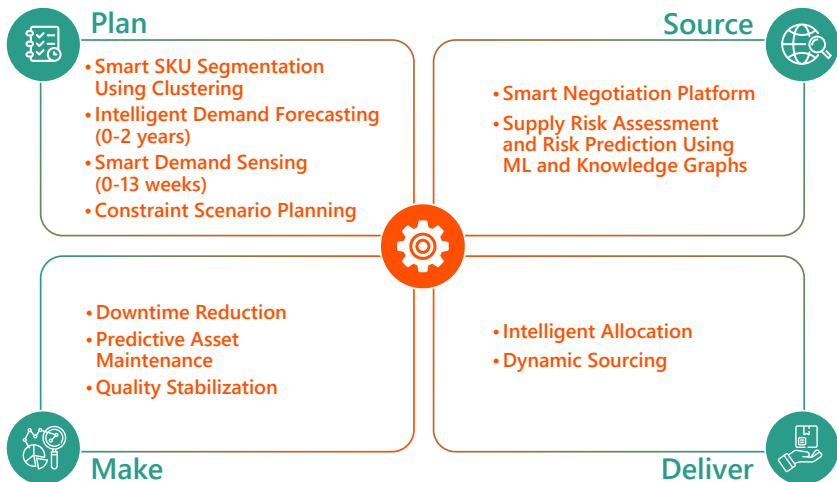 Plan
• Smart SKU Segmentation
Using Clustering
• Intelligent Demand Forecasting
(0-2 years)
• Smart Demand Sensing
(0-13 weeks)
• Constraint Scenario Planning
Source
• Smart Negotiation Platform
• Supply Risk Assessment
and Risk Prediction Using
ML and Knowledge Graphs
• Downtime Reduction
• Predictive Asset
Maintenance
• Quality Stabilization
Make
• Intelligent Allocation
• Dynamic Sourcing
Deliver